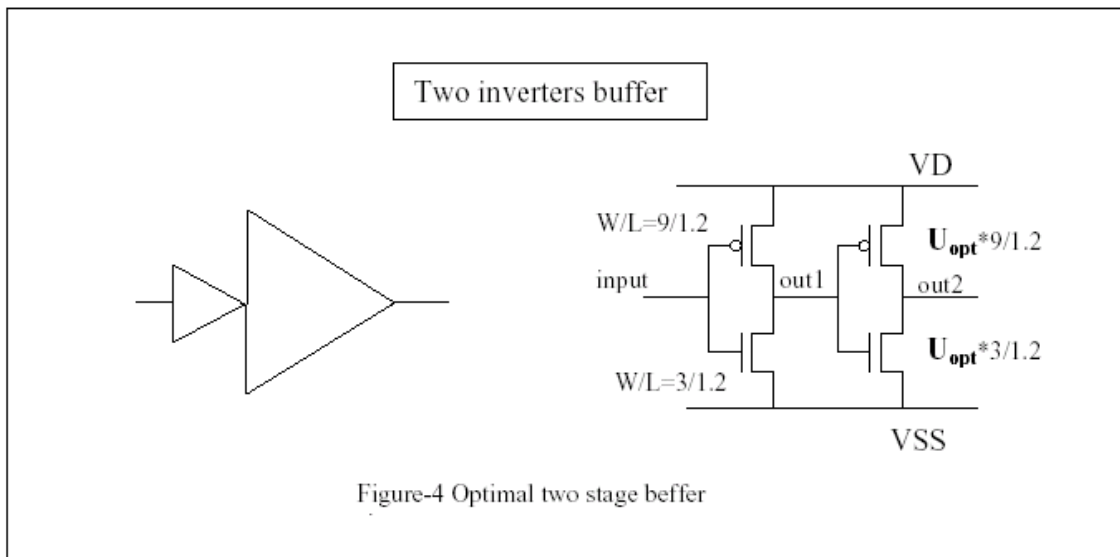 Two inverters buffer
VD
W/L=9/1.2
Uopt*9/1.2
input
out1
out2
Uopt*3/1.2
W/L=3/1.2
VSS
Figure-4 Optimal two stage beffer